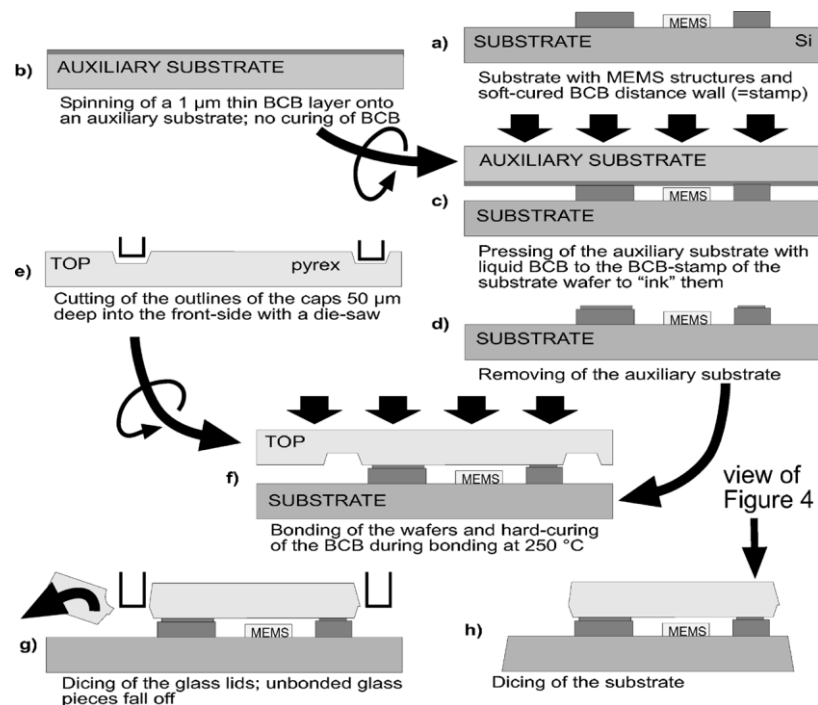 a)
MEMS
SUBSTRATE Si
Substrate with MEMS structures and
soft-cured BCB distance wall (=stamp)
b)
AUXILIARY SUBSTRATE
Spinning of a 1 µm thin BCB layer onto
an auxiliary substrate; no curing of BCB
AUXILIARY SUBSTRATE
MEMS
c)
SUBSTRATE
Pressing of the auxiliary substrate with
liquid BCB to the BCB-stamp of the
substrate wafer to “ink” them
d)
MEMS
SUBSTRATE
Removing of the auxiliary substrate
e)
TOP pyrex
Cutting of the outlines of the caps 50 µm
deep into the front-side with a die-saw
TOP
f)
MEMS
SUBSTRATE
Bonding of the wafers and hard-curing
of the BCB during bonding at 250 °C
view of
Figure 4
g)
MEMS
Dicing of the glass lids; unbonded glass
pieces fall off
h)
MEMS
Dicing of the substrate